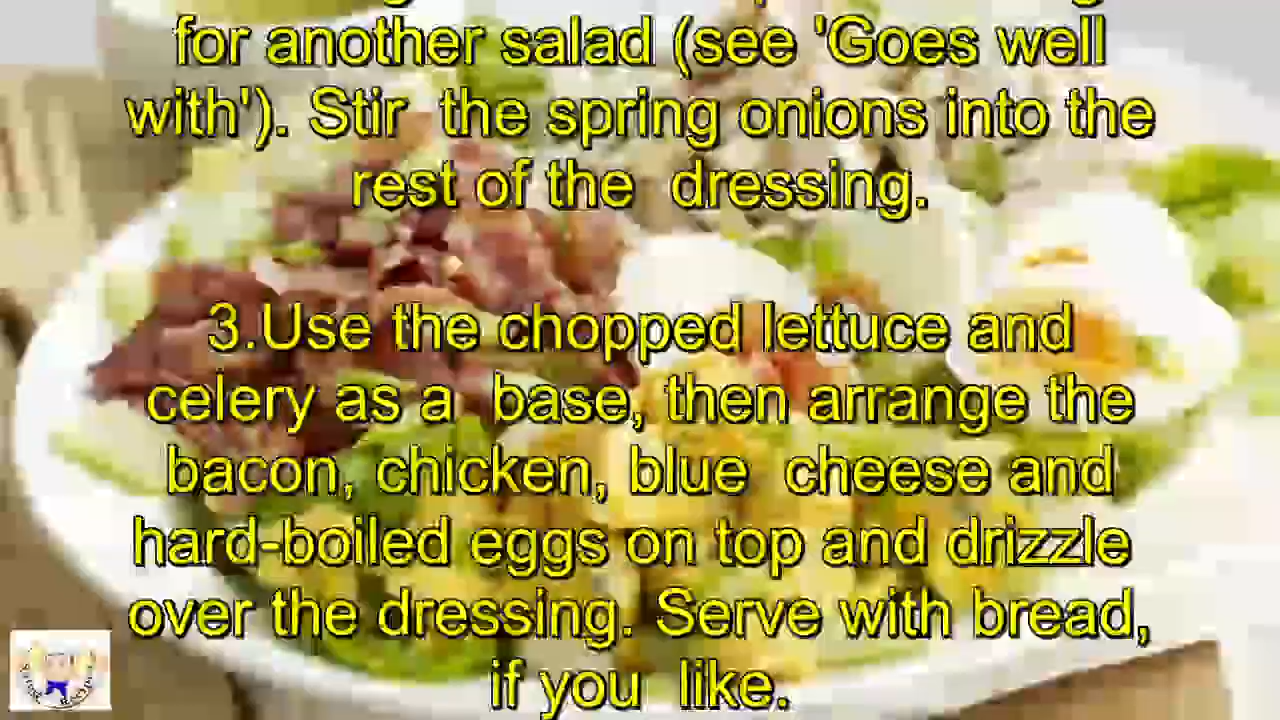 for another salad (see 'Goes well
with'). Stir the spring onions into the
rest of the dressing.
3.Use the chopped lettuce and
celery as a base, then arrange the
bacon, chicken, blue cheese and
hard-boiled eggs on top and drizzle
over the dressing. Serve with bread,
if you like.